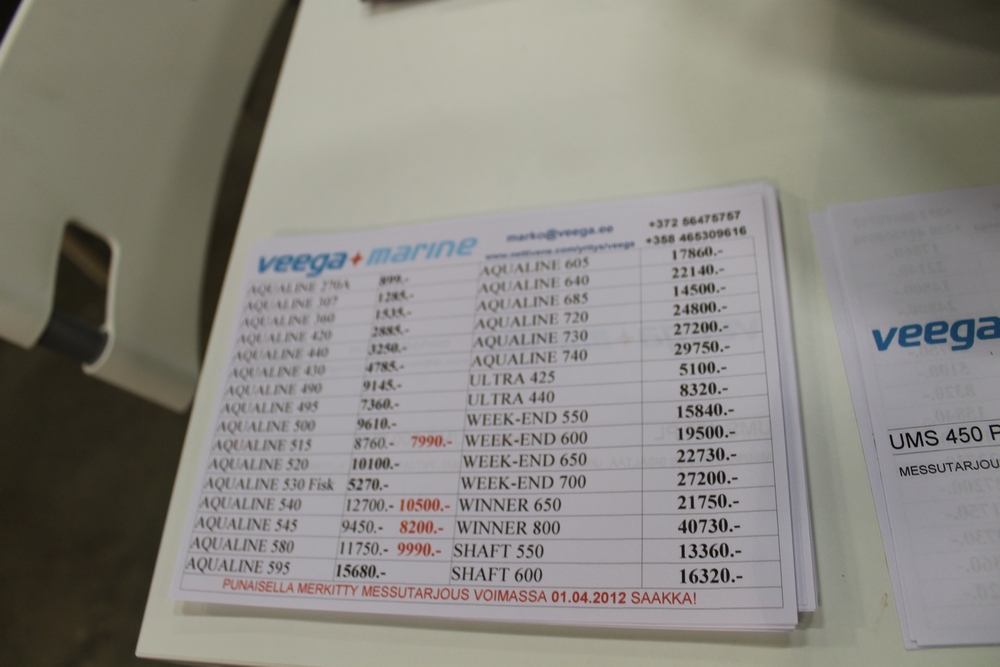 veega+marine marko@veega.ee +372 56475757
www.nettivene.com/yritys/veega +358 465309616
AQUALINE 270A 899.- AQUALINE 605 17860.-
AQUALINE 307 1285.- AQUALINE 640 22140.-
AQUALINE 360 1535.- AQUALINE 685 14500.-
AQUALINE 420 2885.- AQUALINE 720 24800.-
AQUALINE 440 3250.- AQUALINE 730 27200.-
AQUALINE 430 4785.- AQUALINE 740 29750.-
AQUALINE 490 9145.- ULTRA 425 5100.-
AQUALINE 495 7360.- ULTRA 440 8320.-
AQUALINE 500 9610.- WEEK-END 550 15840.-
AQUALINE 515 8760.- 7990.- WEEK-END 600 19500.-
AQUALINE 520 10100.- WEEK-END 650 22730.-
AQUALINE 530 Fisk 5270.- WEEK-END 700 27200.-
AQUALINE 540 12700.- 10500.- WINNER 650 21750.-
AQUALINE 545 9450.- 8200.- WINNER 800 40730.-
AQUALINE 580 11750.- 9990.- SHAFT 550 13360.-
AQUALINE 595 15680.- SHAFT 600 16320.-
PUNAISELLA MERKITTY MESSUTARJOUS VOIMASSA 01.04.2012 SAAKKA!
veega
UMS 450 P
MESSUTARJOU